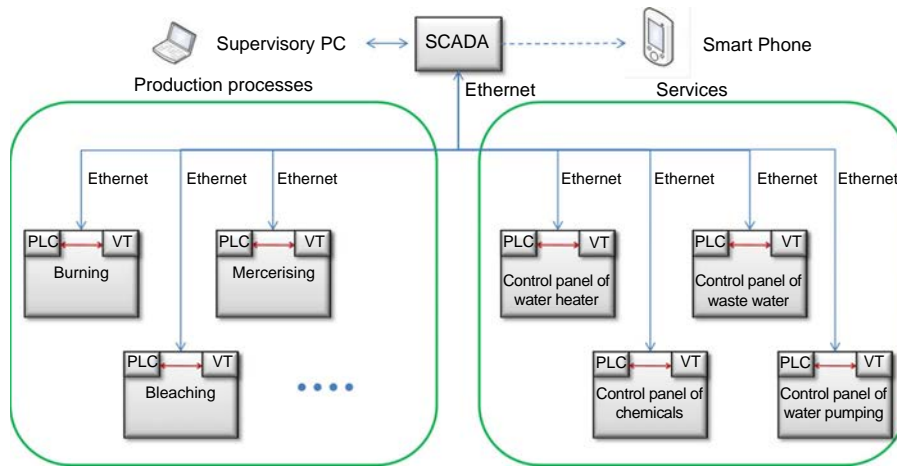 Supervisory PC
SCADA
Smart Phone
Production processes
Ethernet
Services
Ethernet
Ethernet
Ethernet
Ethernet
Ethernet
Ethernet
Ethernet
PLC VT
Burning
PLC VT
Mercerising
PLC VT
Control panel of
water heater
PLC VT
Control panel of
waste water
PLC VT
Bleaching
PLC VT
Control panel of
chemicals
PLC VT
Control panel of
water pumping